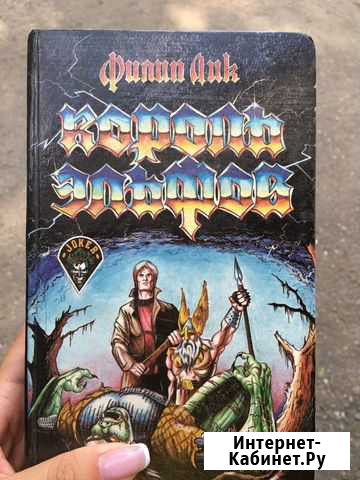 Филип Дик
Король
эльфов
JOKER
Интернет-
Кабинет.Ру